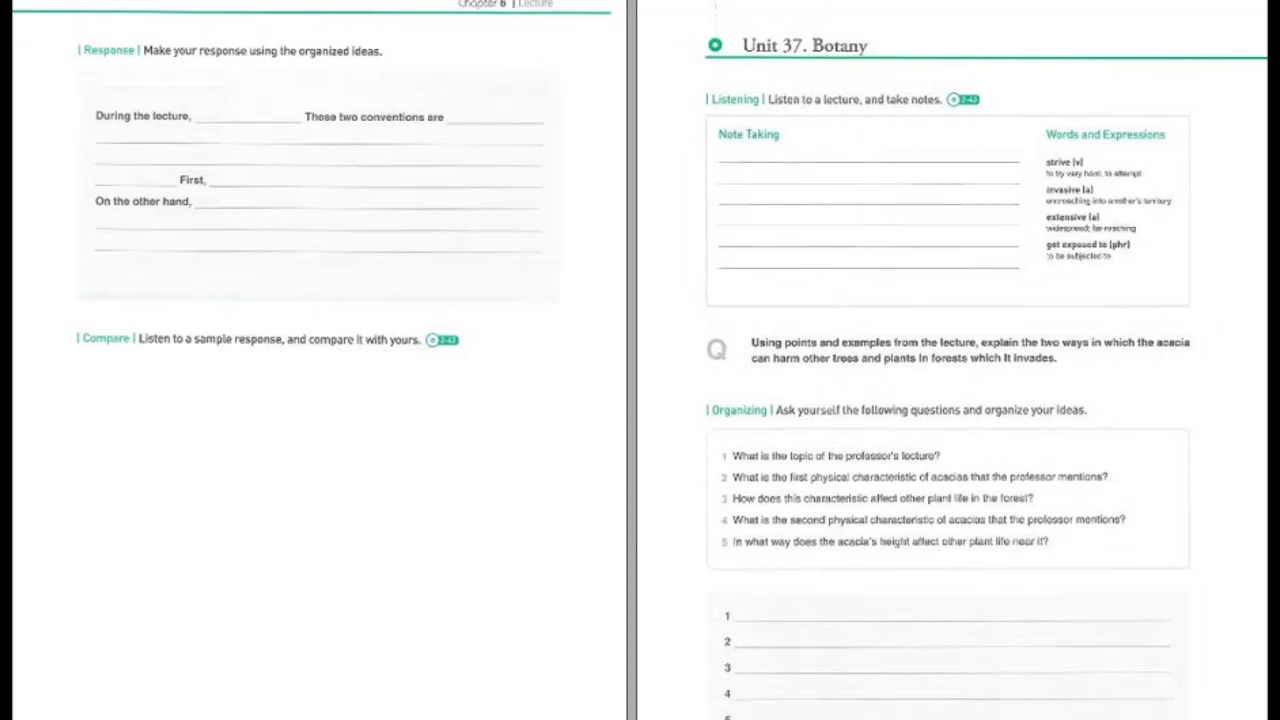 Chapter 6 | Lecture
| Response | Make your response using the organized ideas.
During the lecture, These two conventions are
First,
On the other hand,
| Compare | Listen to a sample response, and compare it with yours. 2-42
Unit 37. Botany
| Listening | Listen to a lecture, and take notes. 2-43
Note Taking
Words and Expressions
strive (v)
to try very hard; to attempt
invasive (a)
encroaching into another's territory
extensive (a)
widespread; far-reaching
get exposed to (phr)
to be subjected to
Q Using points and examples from the lecture, explain the two ways in which the acacia
can harm other trees and plants in forests which it invades.
| Organizing | Ask yourself the following questions and organize your ideas.
1 What is the topic of the professor's lecture?
2 What is the first physical characteristic of acacias that the professor mentions?
3 How does this characteristic affect other plant life in the forest?
4 What is the second physical characteristic of acacias that the professor mentions?
5 In what way does the acacia's height affect other plant life near it?
1
2
3
4
5